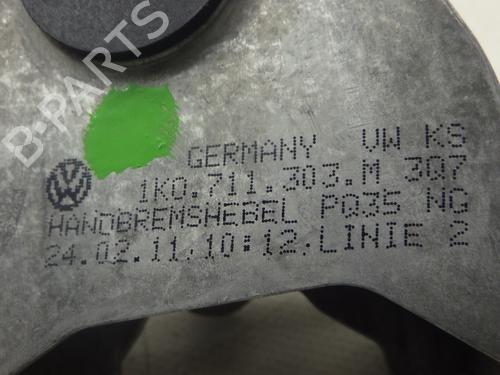 B-PARTS
GERMANY VW KS
1K0.711.303.M 3Q7
HANDBREMSHEBEL PQ35 NG
24.02.11,10:12,LINIE 2